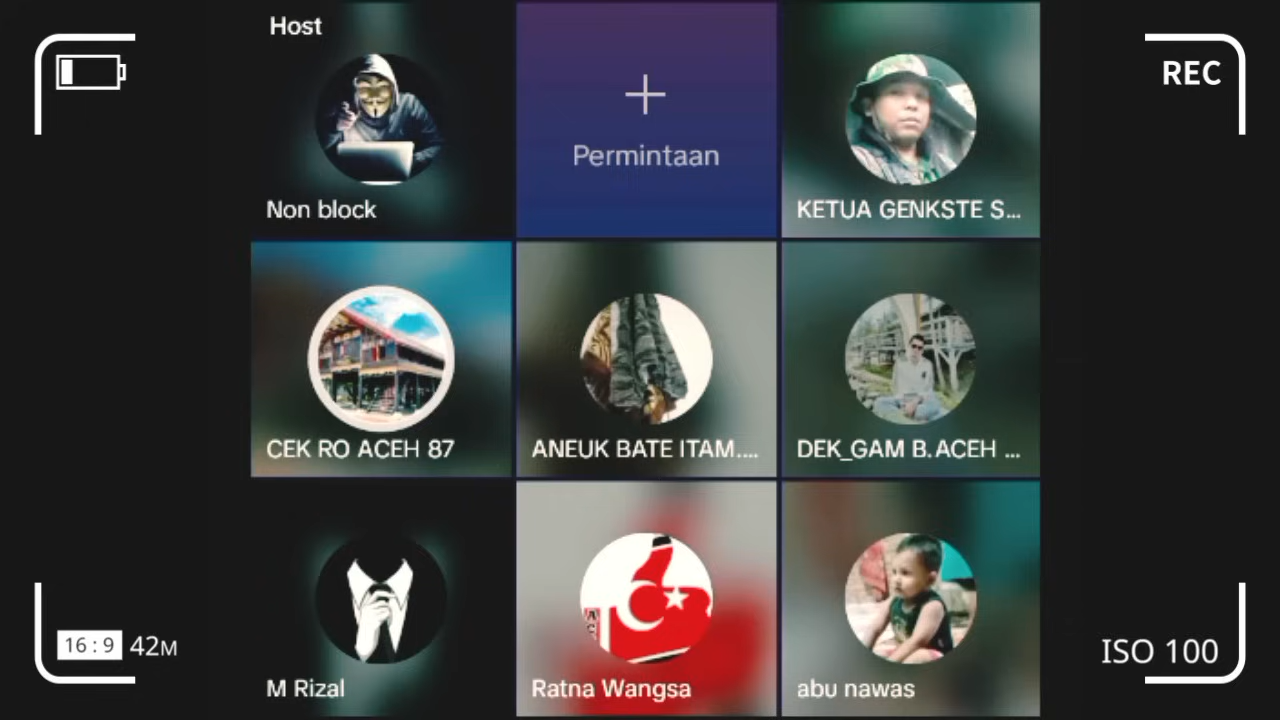 Host
REC
Permintaan
Non block
KETUA GENKSTE S...
CEK RO ACEH 87
ANEUK BATE ITAM....
DEK_GAM B.ACEH ...
16:9 42M
ISO 100
M Rizal
Ratna Wangsa
abu nawas